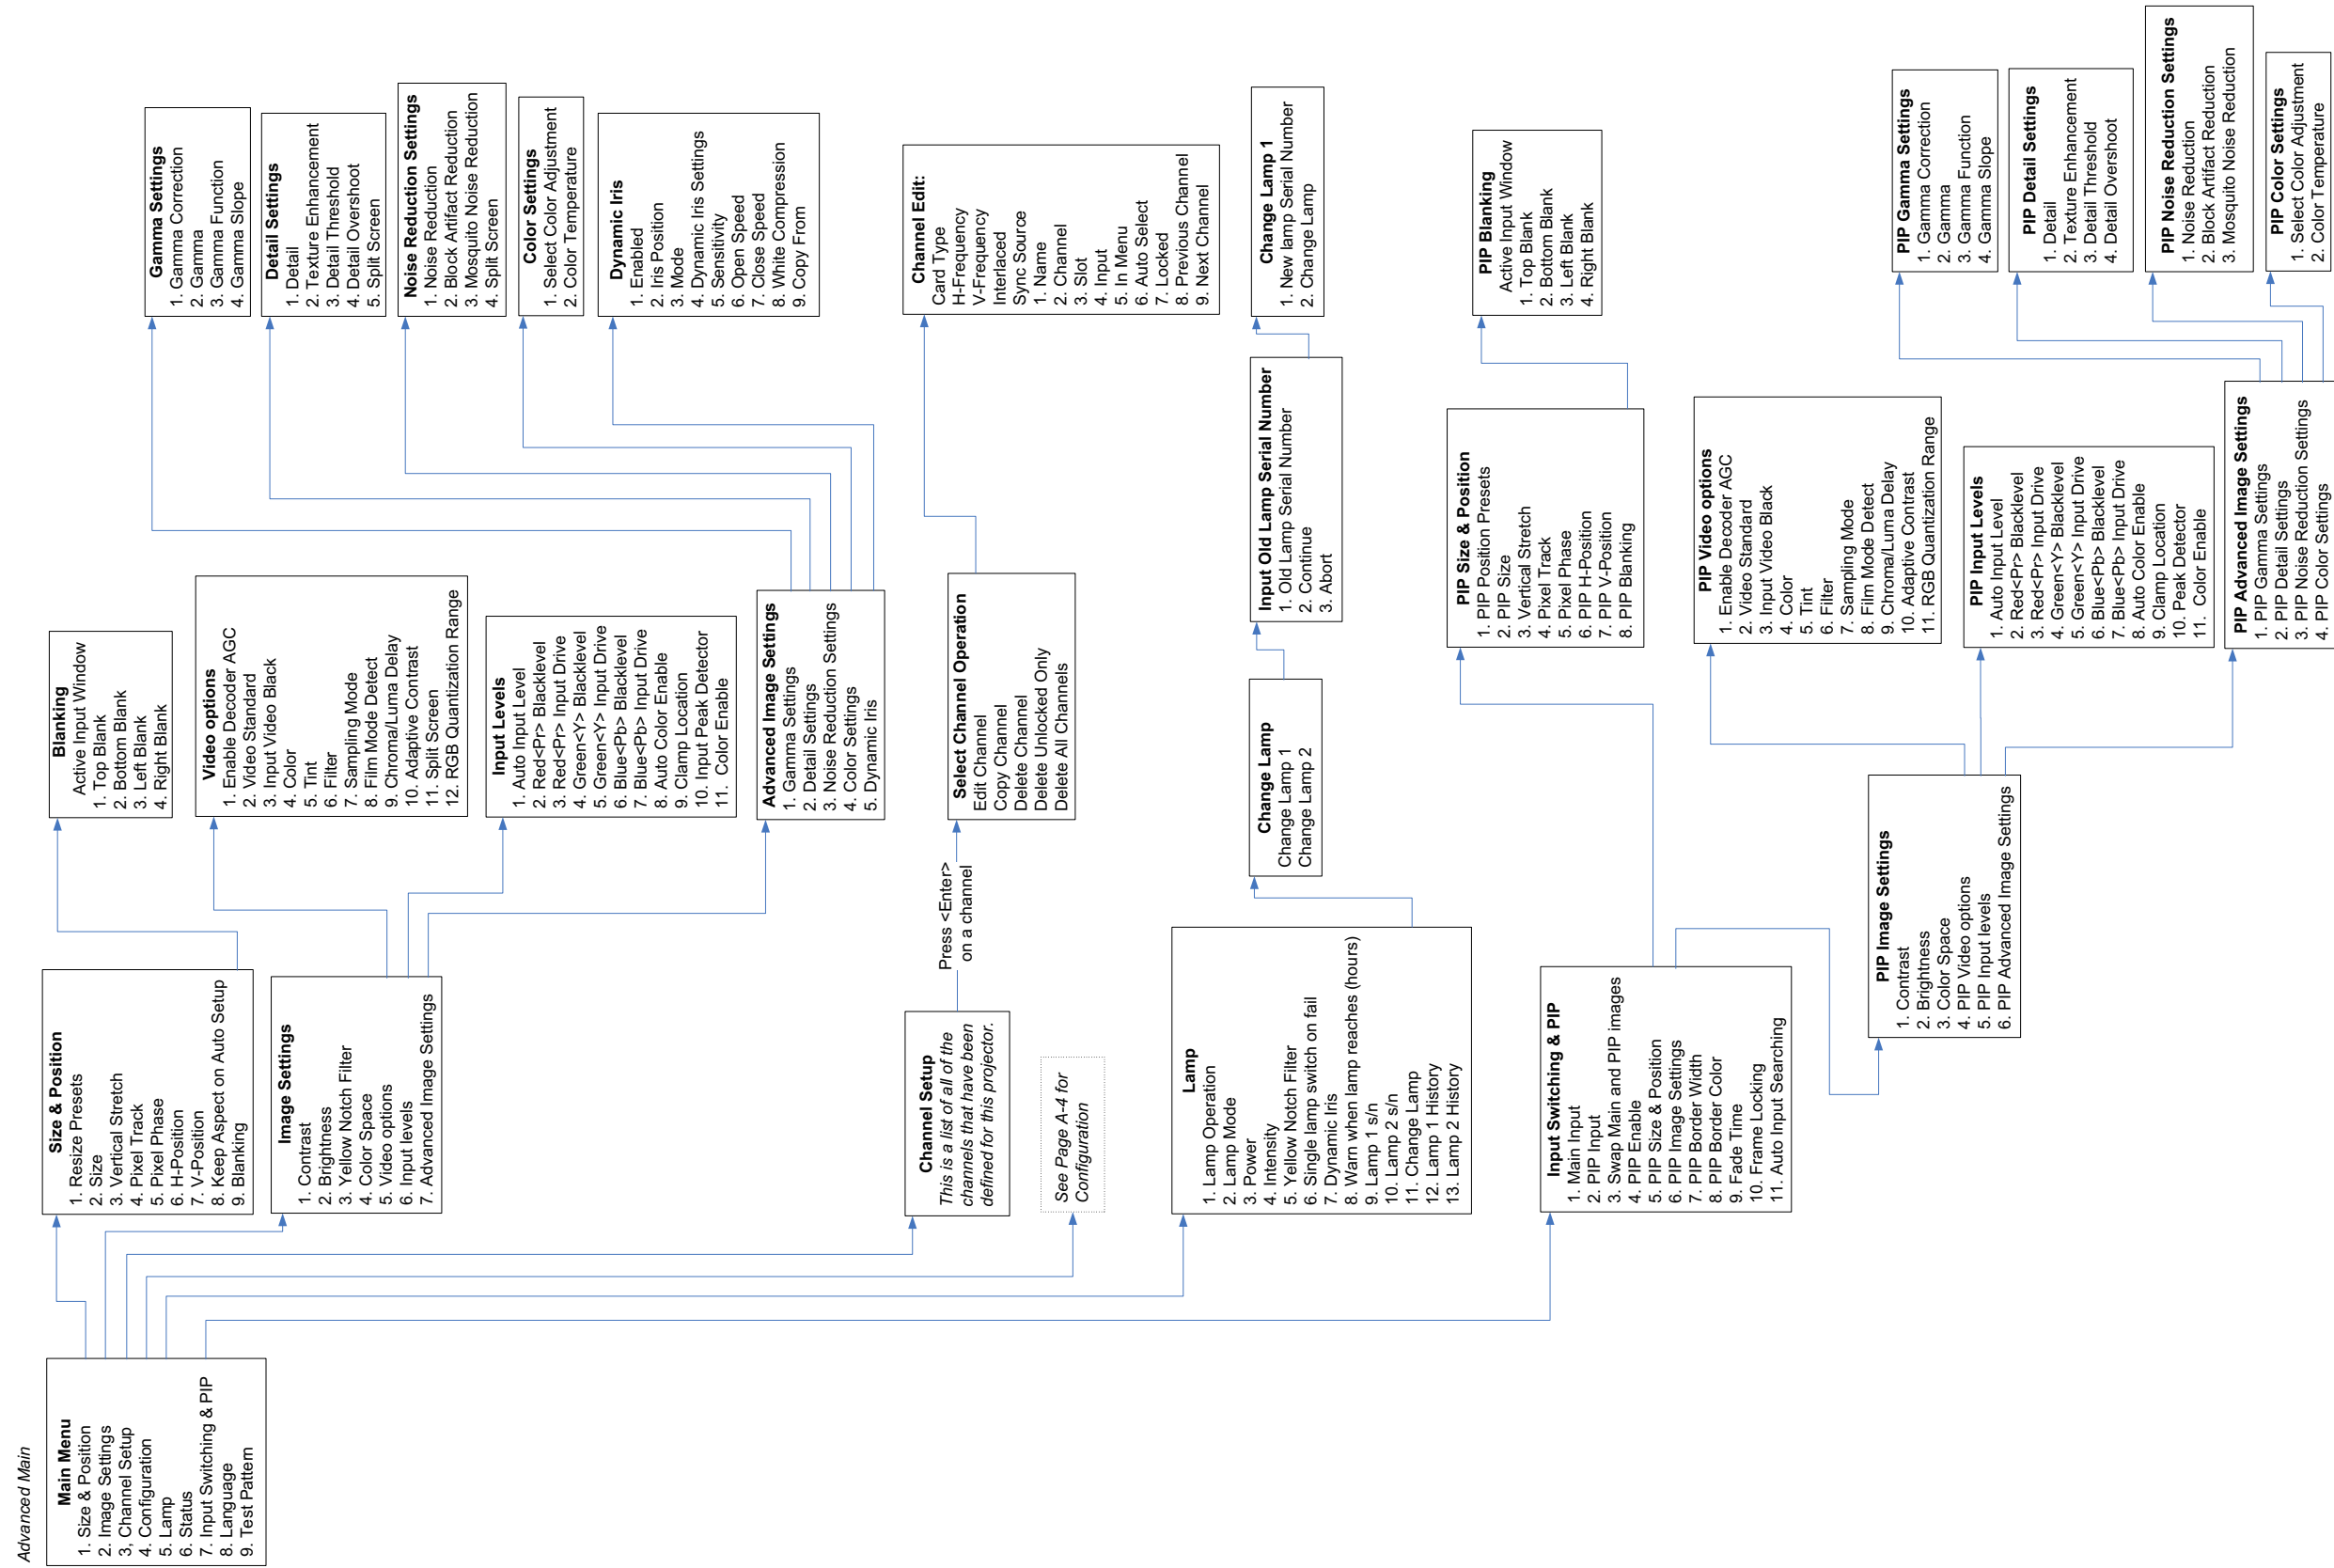 Advanced Main
Main Menu
1. Size & Position
2. Image Settings
3, Channel Setup
4. Configuration
5. Lamp
6. Status
7. Input Switching & PIP
8. Language
9. Test Pattern
Size & Position
1. Resize Presets
2. Size
3. Vertical Stretch
4. Pixel Track
5. Pixel Phase
6. H-Position
7. V-Position
8. Keep Aspect on Auto Setup
9. Blanking
Blanking
Active Input Window
1. Top Blank
2. Bottom Blank
3. Left Blank
4. Right Blank
Image Settings
1. Contrast
2. Brightness
3. Yellow Notch Filter
4. Color Space
5. Video options
6. Input levels
7. Advanced Image Settings
Video options
1. Enable Decoder AGC
2. Video Standard
3. Input Video Black
4. Color
5. Tint
6. Filter
7. Sampling Mode
8. Film Mode Detect
9. Chroma/Luma Delay
10. Adaptive Contrast
11. Split Screen
12. RGB Quantization Range
Input Levels
1. Auto Input Level
2. Red<Pr> Blacklevel
3. Red<Pr> Input Drive
4. Green<Y> Blacklevel
5. Green<Y> Input Drive
6. Blue<Pb> Blacklevel
7. Blue<Pb> Input Drive
8. Auto Color Enable
9. Clamp Location
10. Input Peak Detector
11. Color Enable
Advanced Image Settings
1. Gamma Settings
2. Detail Settings
3. Noise Reduction Settings
4. Color Settings
5. Dynamic Iris
Gamma Settings
1. Gamma Correction
2. Gamma
3. Gamma Function
4. Gamma Slope
Detail Settings
1. Detail
2. Texture Enhancement
3. Detail Threshold
4. Detail Overshoot
5. Split Screen
Noise Reduction Settings
1. Noise Reduction
2. Block Artifact Reduction
3. Mosquito Noise Reduction
4. Split Screen
Color Settings
1. Select Color Adjustment
2. Color Temperature
Dynamic Iris
1. Enabled
2. Iris Position
3. Mode
4. Dynamic Iris Settings
5. Sensitivity
6. Open Speed
7. Close Speed
8. White Compression
9. Copy From
Channel Setup
This is a list of all of the
channels that have been
defined for this projector.
Press <Enter>
on a channel
Select Channel Operation
Edit Channel
Copy Channel
Delete Channel
Delete Unlocked Only
Delete All Channels
Channel Edit:
Card Type
H-Frequency
V-Frequency
Interlaced
Sync Source
1. Name
2. Channel
3. Slot
4. Input
5. In Menu
6. Auto Select
7. Locked
8. Previous Channel
9. Next Channel
See Page A-4 for
Configuration
Lamp
1. Lamp Operation
2. Lamp Mode
3. Power
4. Intensity
5. Yellow Notch Filter
6. Single lamp switch on fail
7. Dynamic Iris
8. Warn when lamp reaches (hours)
9. Lamp 1 s/n
10. Lamp 2 s/n
11. Change Lamp
12. Lamp 1 History
13. Lamp 2 History
Change Lamp
Change Lamp 1
Change Lamp 2
Input Old Lamp Serial Number
1. Old Lamp Serial Number
2. Continue
3. Abort
Change Lamp 1
1. New lamp Serial Number
2. Change Lamp
Input Switching & PIP
1. Main Input
2. PIP Input
3. Swap Main and PIP images
4. PIP Enable
5. PIP Size & Position
6. PIP Image Settings
7. PIP Border Width
8. PIP Border Color
9. Fade Time
10. Frame Locking
11. Auto Input Searching
PIP Size & Position
1. PIP Position Presets
2. PIP Size
3. Vertical Stretch
4. Pixel Track
5. Pixel Phase
6. PIP H-Position
7. PIP V-Position
8. PIP Blanking
PIP Blanking
Active Input Window
1. Top Blank
2. Bottom Blank
3. Left Blank
4. Right Blank
PIP Image Settings
1. Contrast
2. Brightness
3. Color Space
4. PIP Video options
5. PIP Input levels
6. PIP Advanced Image Settings
PIP Video options
1. Enable Decoder AGC
2. Video Standard
3. Input Video Black
4. Color
5. Tint
6. Filter
7. Sampling Mode
8. Film Mode Detect
9. Chroma/Luma Delay
10. Adaptive Contrast
11. RGB Quantization Range
PIP Input Levels
1. Auto Input Level
2. Red<Pr> Blacklevel
3. Red<Pr> Input Drive
4. Green<Y> Blacklevel
5. Green<Y> Input Drive
6. Blue<Pb> Blacklevel
7. Blue<Pb> Input Drive
8. Auto Color Enable
9. Clamp Location
10. Peak Detector
11. Color Enable
PIP Advanced Image Settings
1. PIP Gamma Settings
2. PIP Detail Settings
3. PIP Noise Reduction Settings
4. PIP Color Settings
PIP Gamma Settings
1. Gamma Correction
2. Gamma
3. Gamma Function
4. Gamma Slope
PIP Detail Settings
1. Detail
2. Texture Enhancement
3. Detail Threshold
4. Detail Overshoot
PIP Noise Reduction Settings
1. Noise Reduction
2. Block Artifact Reduction
3. Mosquito Noise Reduction
PIP Color Settings
1. Select Color Adjustment
2. Color Temperature